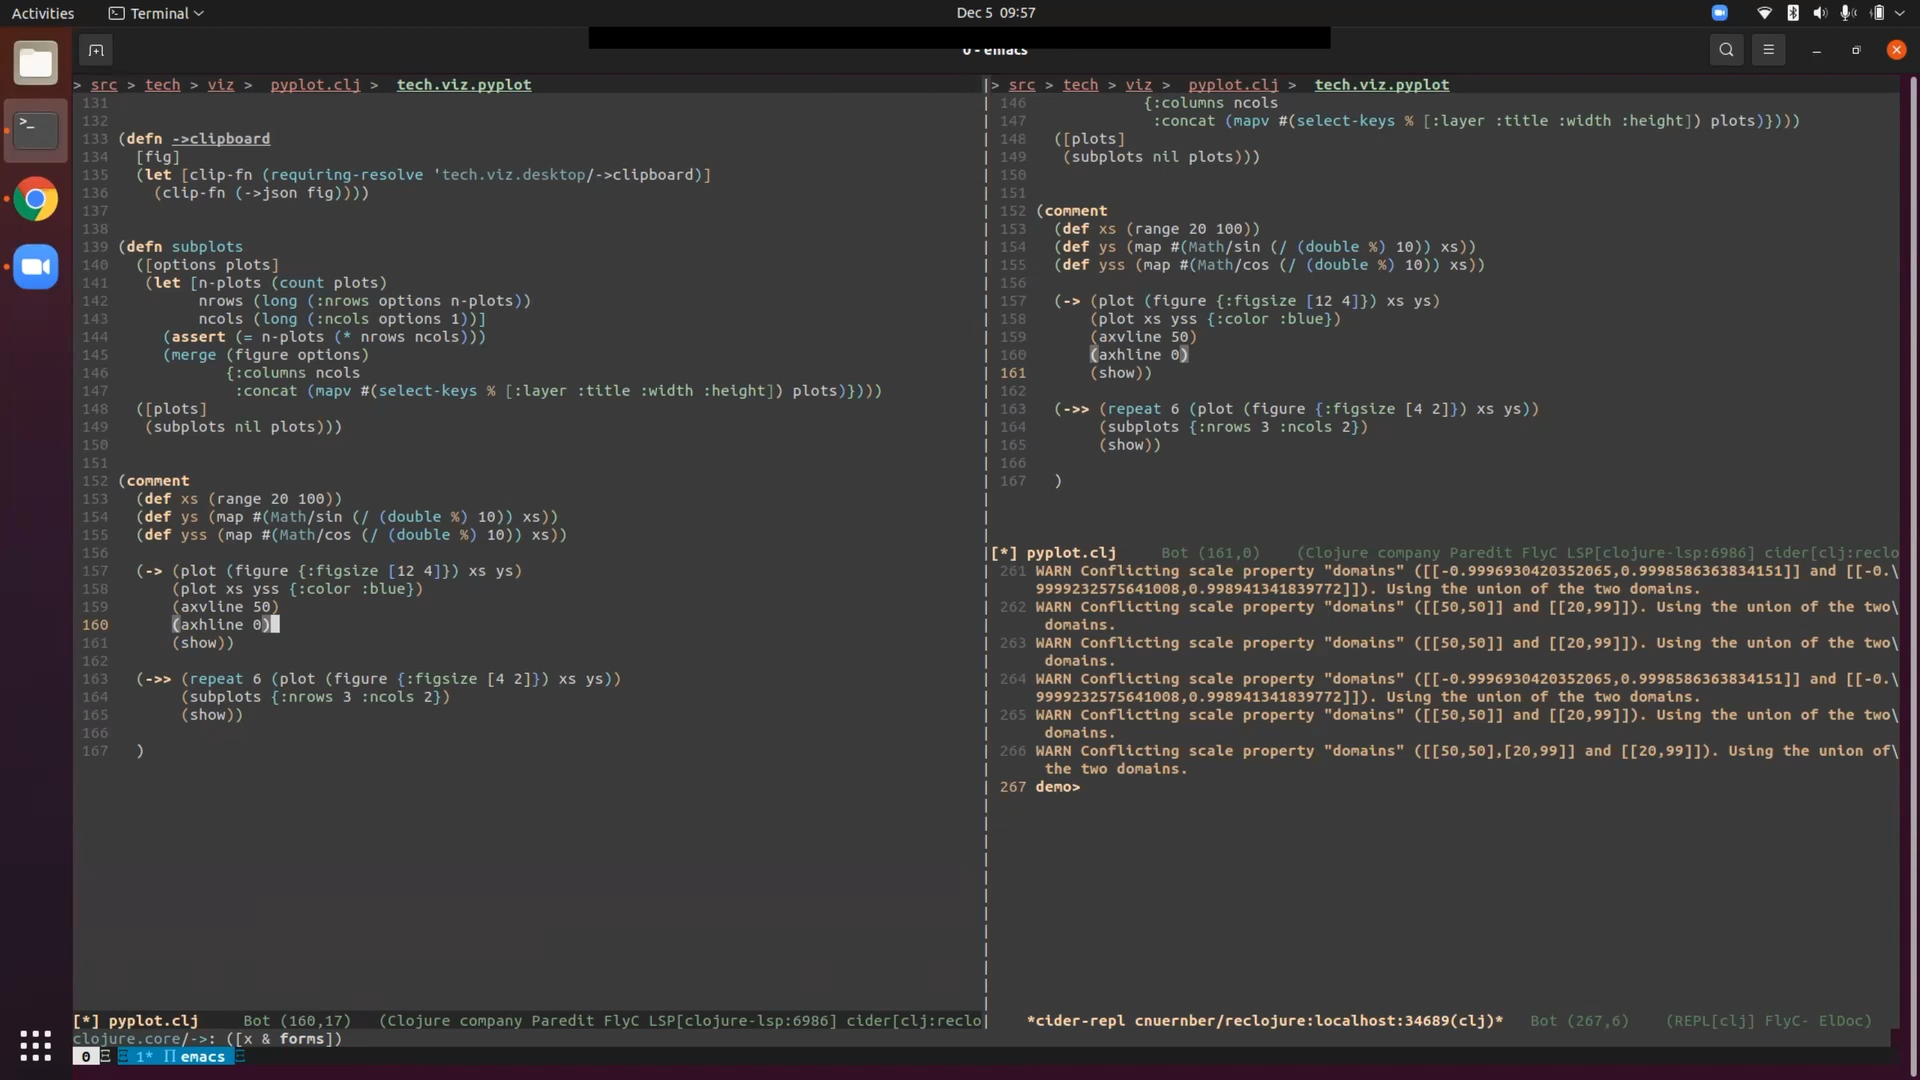 Activities
Terminal
Dec 5 09:57
0 - emacs
> src > tech > viz > pyplot.clj > tech.viz.pyplot
131
132
133 (defn ->clipboard
134   [fig]
135   (let [clip-fn (requiring-resolve 'tech.viz.desktop/->clipboard)]
136     (clip-fn (->json fig))))
137
138
139 (defn subplots
140   ([options plots]
141    (let [n-plots (count plots)
142          nrows (long (:nrows options n-plots))
143          ncols (long (:ncols options 1))]
144      (assert (= n-plots (* nrows ncols)))
145      (merge (figure options)
146             {:columns ncols
147              :concat (mapv #(select-keys % [:layer :title :width :height]) plots)})))
148   ([plots]
149    (subplots nil plots)))
150
151
152 (comment
153   (def xs (range 20 100))
154   (def ys (map #(Math/sin (/ (double %) 10)) xs))
155   (def yss (map #(Math/cos (/ (double %) 10)) xs))
156
157   (-> (plot (figure {:figsize [12 4]}) xs ys)
158       (plot xs yss {:color :blue})
159       (axvline 50)
160       (axhline 0)
161       (show))
162
163   (->> (repeat 6 (plot (figure {:figsize [4 2]}) xs ys))
164        (subplots {:nrows 3 :ncols 2})
165        (show))
166
167   )
[*] pyplot.clj     Bot (160,17)   (Clojure company Paredit FlyC LSP[clojure-lsp:6986] cider[clj:reclo
> src > tech > viz > pyplot.clj > tech.viz.pyplot
146             {:columns ncols
147              :concat (mapv #(select-keys % [:layer :title :width :height]) plots)})))
148   ([plots]
149    (subplots nil plots)))
150
151
152 (comment
153   (def xs (range 20 100))
154   (def ys (map #(Math/sin (/ (double %) 10)) xs))
155   (def yss (map #(Math/cos (/ (double %) 10)) xs))
156
157   (-> (plot (figure {:figsize [12 4]}) xs ys)
158       (plot xs yss {:color :blue})
159       (axvline 50)
160       (axhline 0)
161       (show))
162
163   (->> (repeat 6 (plot (figure {:figsize [4 2]}) xs ys))
164        (subplots {:nrows 3 :ncols 2})
165        (show))
166
167   )
[*] pyplot.clj     Bot (161,0)    (Clojure company Paredit FlyC LSP[clojure-lsp:6986] cider[clj:reclo
261 WARN Conflicting scale property "domains" ([[-0.9996930420352065,0.9998586363834151]] and [[-0.\
9999232575641008,0.998941341839772]]). Using the union of the two domains.
262 WARN Conflicting scale property "domains" ([[50,50]] and [[20,99]]). Using the union of the two\
domains.
263 WARN Conflicting scale property "domains" ([[50,50]] and [[20,99]]). Using the union of the two\
domains.
264 WARN Conflicting scale property "domains" ([[-0.9996930420352065,0.9998586363834151]] and [[-0.\
9999232575641008,0.998941341839772]]). Using the union of the two domains.
265 WARN Conflicting scale property "domains" ([[50,50]] and [[20,99]]). Using the union of the two\
domains.
266 WARN Conflicting scale property "domains" ([[50,50],[20,99]] and [[20,99]]). Using the union of\
the two domains.
267 demo>
*cider-repl cnuernber/reclojure:localhost:34689(clj)*   Bot (267,6)    (REPL[clj] FlyC- ElDoc)
clojure.core/->: ([x & forms])
0 1* emacs